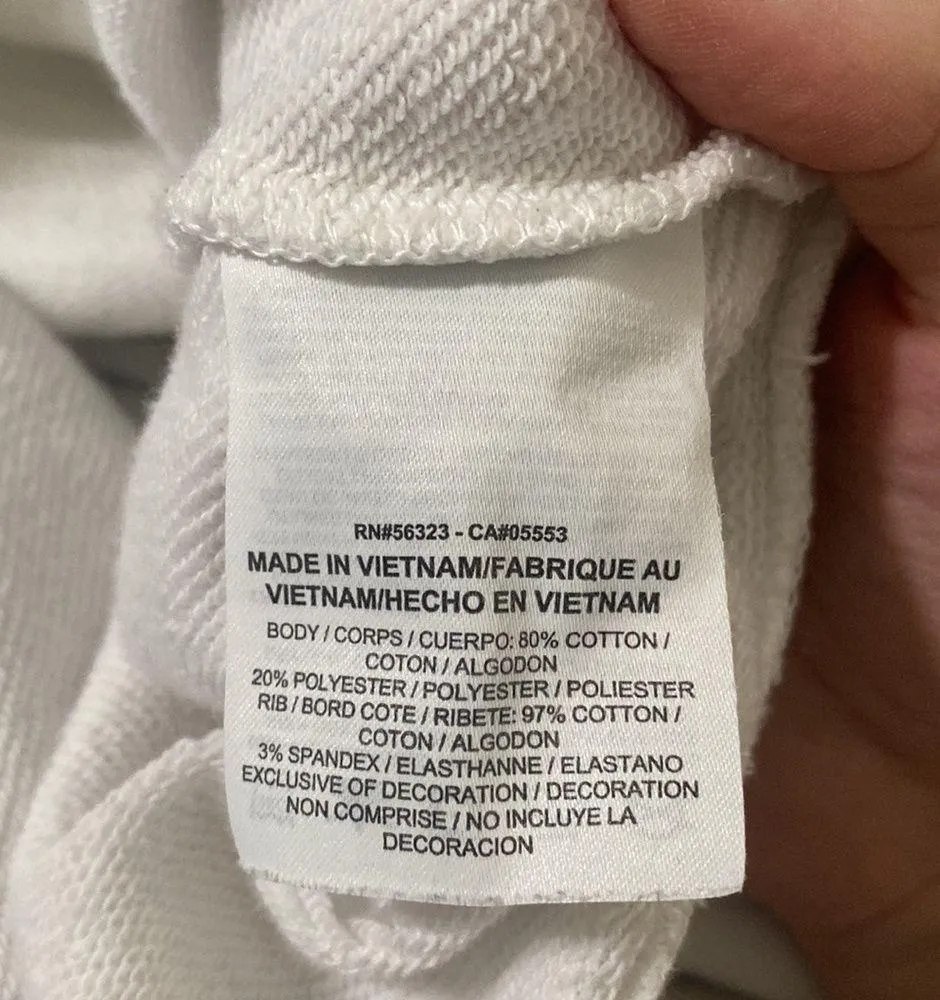 RN#56323 - CA#05553
MADE IN VIETNAM/FABRIQUE AU
VIETNAM/HECHO EN VIETNAM
BODY / CORPS / CUERPO: 80% COTTON /
COTON / ALGODON
20% POLYESTER / POLYESTER / POLIESTER
RIB / BORD COTE / RIBETE: 97% COTTON /
COTON / ALGODON
3% SPANDEX / ELASTHANNE / ELASTANO
EXCLUSIVE OF DECORATION / DECORATION
NON COMPRISE / NO INCLUYE LA
DECORACION